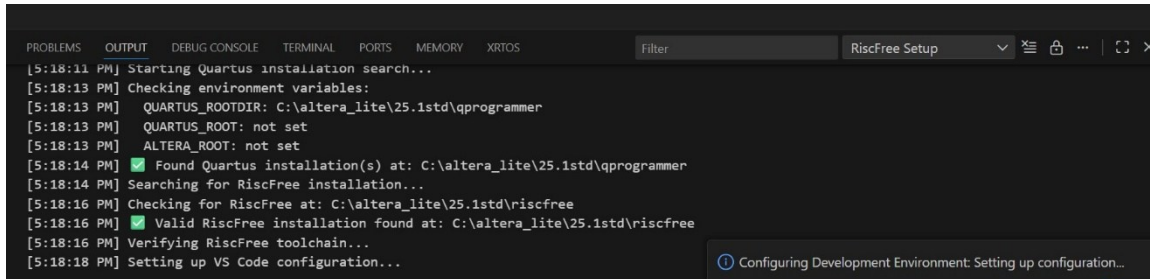 PROBLEMS OUTPUT DEBUG CONSOLE TERMINAL PORTS MEMORY XRTOS Filter RiscFree Setup
[5:18:11 PM] Starting Quartus installation search...
[5:18:13 PM] Checking environment variables:
[5:18:13 PM] QUARTUS_ROOTDIR: C:\altera_lite\25.1std\qprogrammer
[5:18:13 PM] QUARTUS_ROOT: not set
[5:18:13 PM] ALTERA_ROOT: not set
[5:18:14 PM] ✅ Found Quartus installation(s) at: C:\altera_lite\25.1std\qprogrammer
[5:18:14 PM] Searching for RiscFree installation...
[5:18:16 PM] Checking for RiscFree at: C:\altera_lite\25.1std\riscfree
[5:18:16 PM] ✅ Valid RiscFree installation found at: C:\altera_lite\25.1std\riscfree
[5:18:16 PM] Verifying RiscFree toolchain...
[5:18:18 PM] Setting up VS Code configuration...
Configuring Development Environment: Setting up configuration...